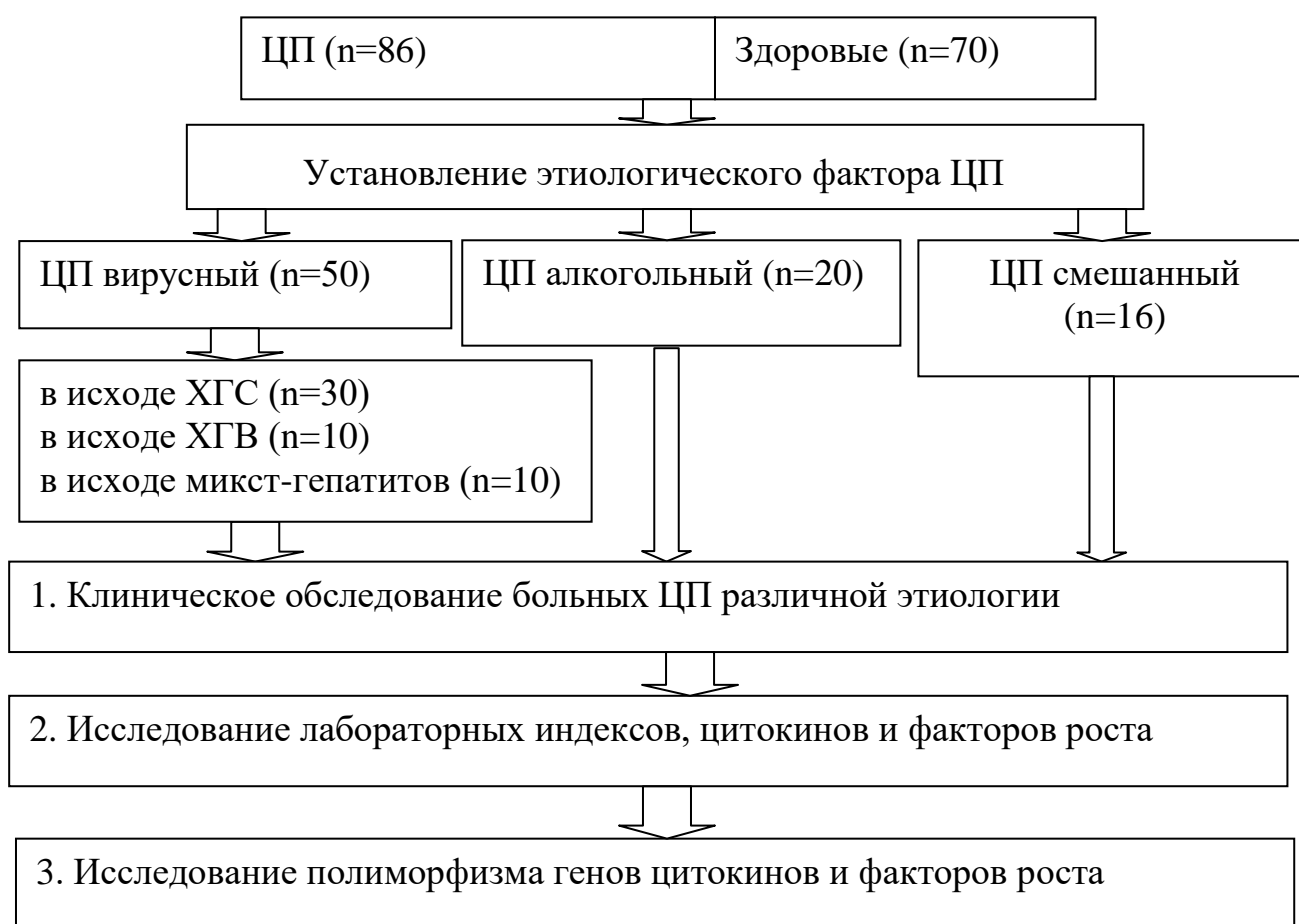 ЦП (n=86)
Здоровые (n=70)
Установление этиологического фактора ЦП
ЦП вирусный (n=50)
ЦП алкогольный (n=20)
ЦП смешанный
(n=16)
в исходе ХГС (n=30)
в исходе ХГВ (n=10)
в исходе микст-гепатитов (n=10)
1. Клиническое обследование больных ЦП различной этиологии
2. Исследование лабораторных индексов, цитокинов и факторов роста
3. Исследование полиморфизма генов цитокинов и факторов роста